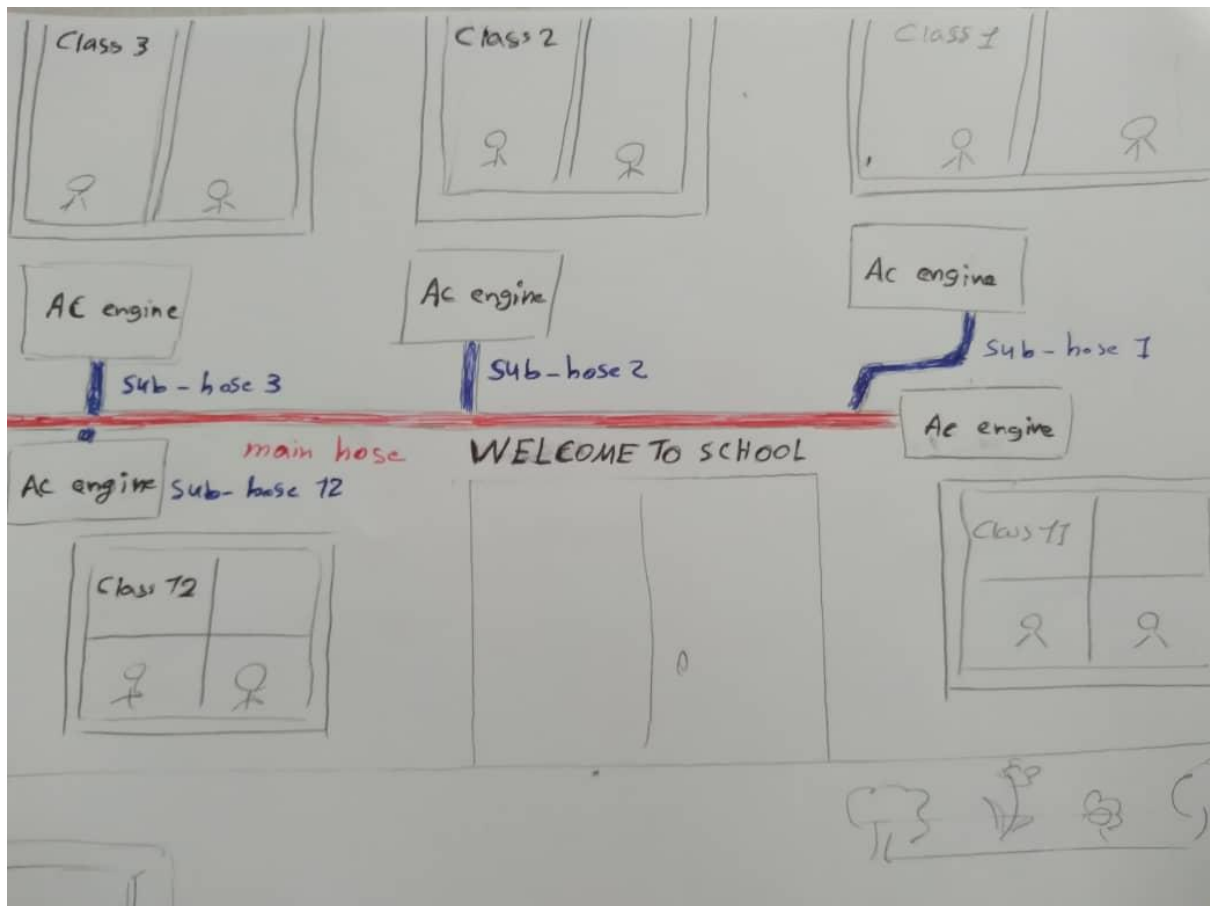 Class 3
Class 2
Class 1
AC engine
Ac engine
Ac engine
Sub-hose 3
Sub-hose 2
Sub-hose 1
main hose
WELCOME TO SCHOOL
Ac engine
Ac engine
Sub-hose 12
Class 12
Class 11